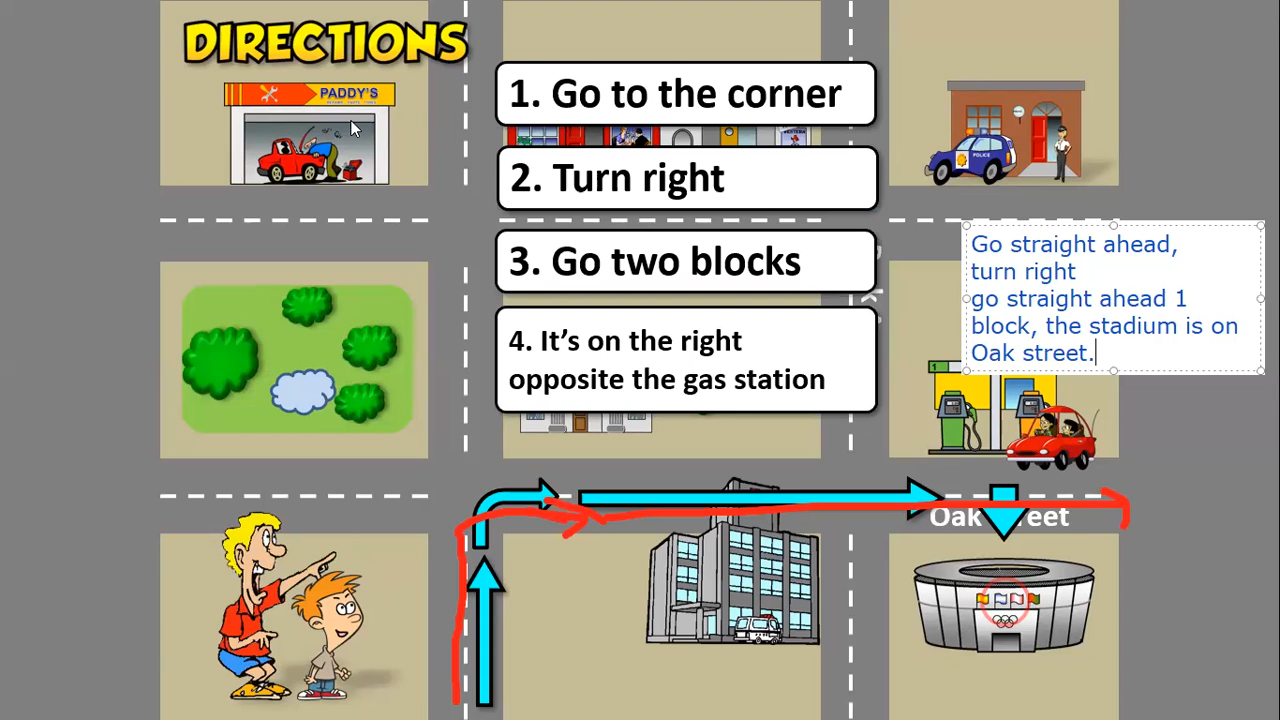 DIRECTIONS
PADDY'S
1. Go to the corner
2. Turn right
3. Go two blocks
4. It's on the right
opposite the gas station
POLICE
Go straight ahead,
turn right
go straight ahead 1
block, the stadium is on
Oak street.
1